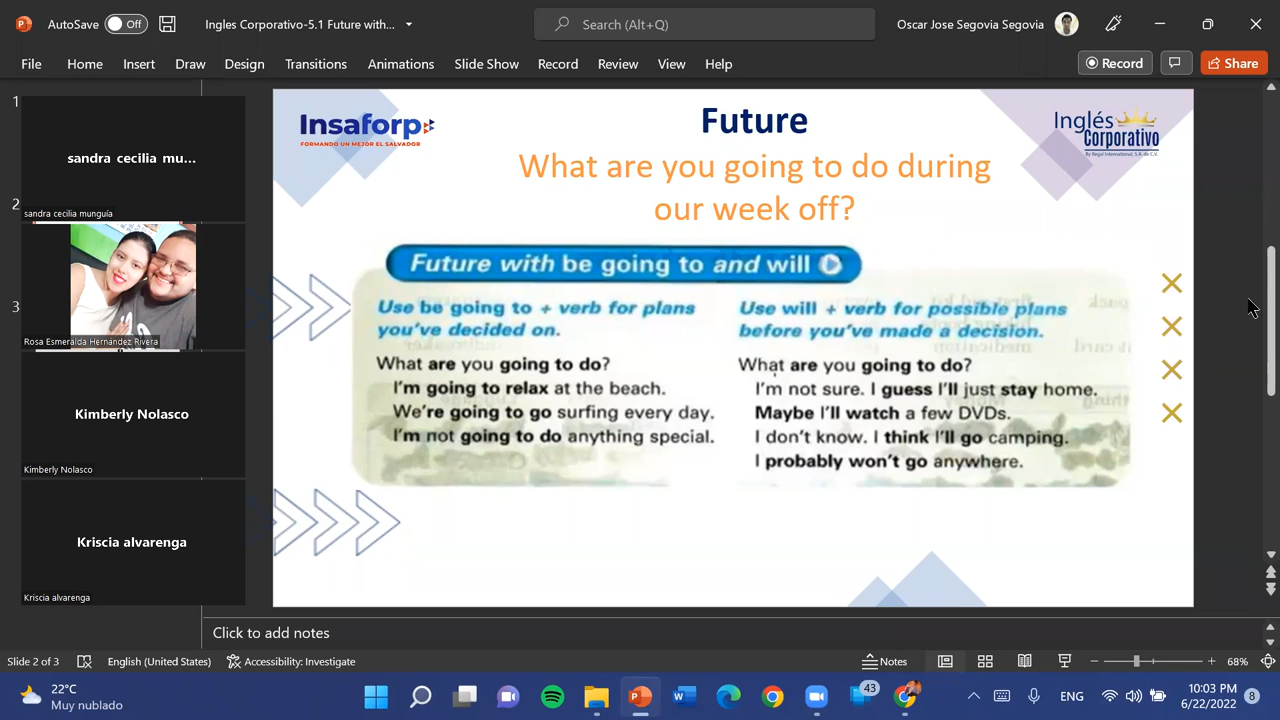 AutoSave Off Ingles Corporativo-5.1 Future with... Search (Alt+Q) Oscar Jose Segovia Segovia
File Home Insert Draw Design Transitions Animations Slide Show Record Review View Help Record Share
1
sandra cecilia mu...
sandra cecilia munguía
2
Rosa Esmeralda Hernández Rivera
3
Kimberly Nolasco
Kimberly Nolasco
Kriscia alvarenga
Kriscia alvarenga
Insaforp
FORMANDO UN MEJOR EL SALVADOR
Inglés
Corporativo
By Regal International, S.A. de C.V.
Future
What are you going to do during
our week off?
Future with be going to and will
Use be going to + verb for plans
you've decided on.
What are you going to do?
I'm going to relax at the beach.
We're going to go surfing every day.
I'm not going to do anything special.
Use will + verb for possible plans
before you've made a decision.
What are you going to do?
I'm not sure. I guess I'll just stay home.
Maybe I'll watch a few DVDs.
I don't know. I think I'll go camping.
I probably won't go anywhere.
Click to add notes
Slide 2 of 3 English (United States) Accessibility: Investigate Notes 68%
22°C
Muy nublado
43
ENG
10:03 PM
6/22/2022
8